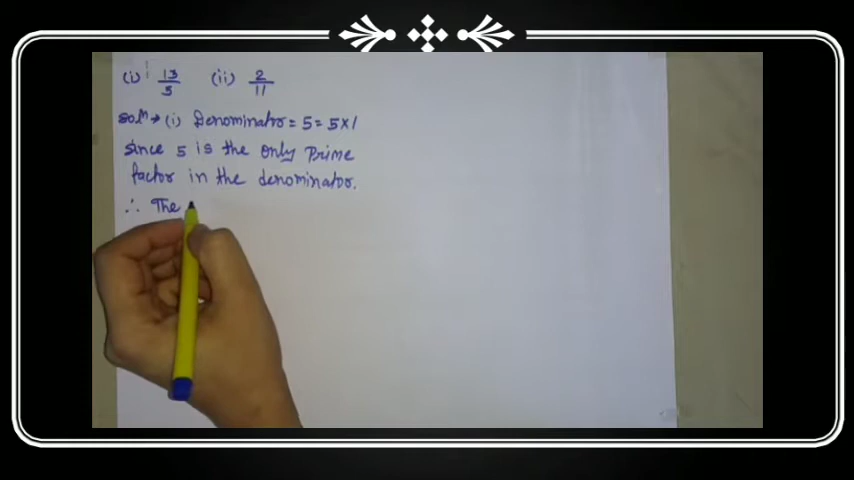 (i) 13/5 (ii) 2/11
Solⁿ → (i) Denominator = 5 = 5×1
since 5 is the only Prime
factor in the denominator.
∴ The